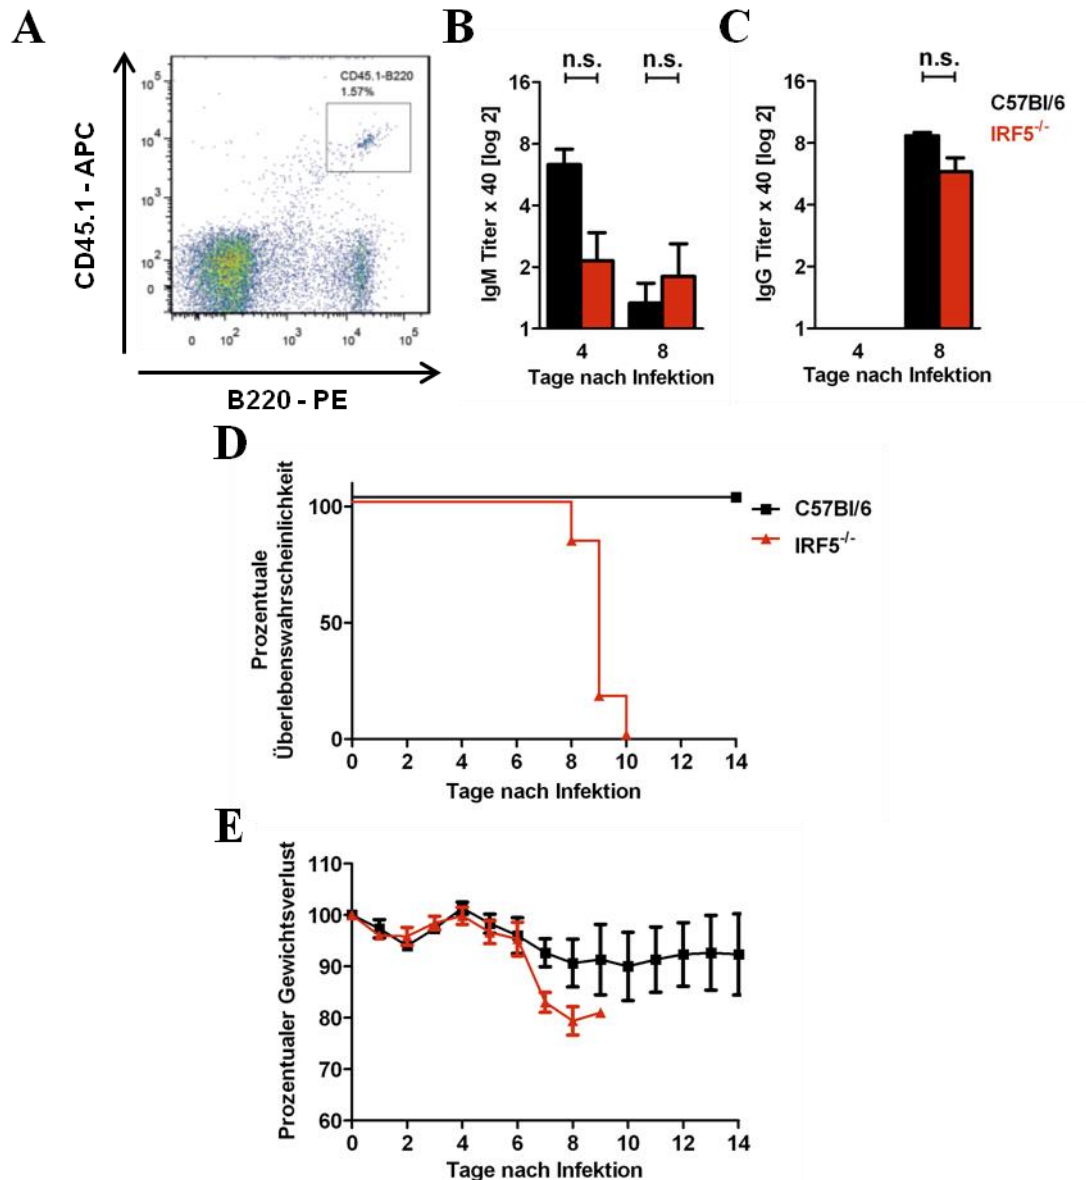 A
CD45.1-B220
1.57%
10^5
10^4
10^3
10^2
0
0 10^2 10^3 10^4 10^5
CD45.1 - APC
B220 - PE
B
n.s. n.s.
16
8
4
2
1
IgM Titer x 40 [log 2]
4 8
Tage nach Infektion
C
n.s.
16
8
4
2
1
IgG Titer x 40 [log 2]
4 8
Tage nach Infektion
C57Bl/6
IRF5-/-
D
100
50
0
Prozentuale
Überlebenswahrscheinlichkeit
0 2 4 6 8 10 12 14
Tage nach Infektion
C57Bl/6
IRF5-/-
E
110
100
90
80
70
60
Prozentualer Gewichtsverlust
0 2 4 6 8 10 12 14
Tage nach Infektion